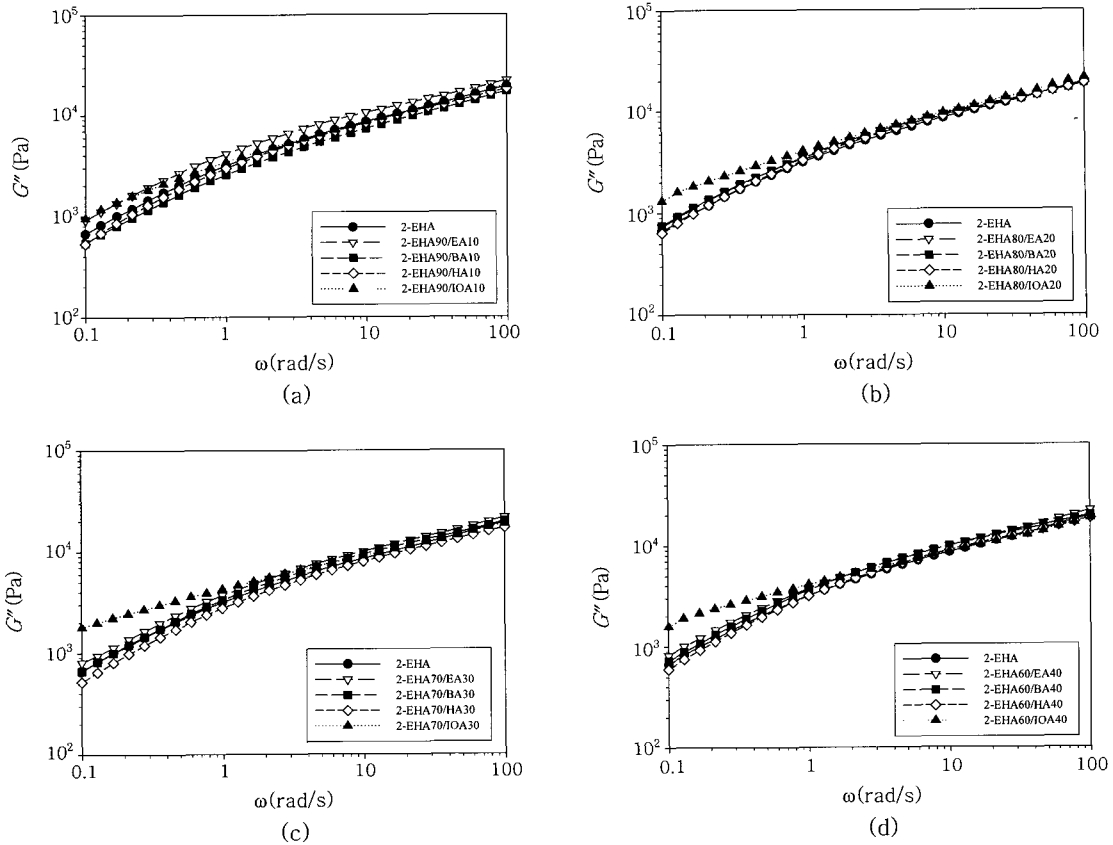 10^5
10^4
10^3
10^2
G″(Pa)
2-EHA
2-EHA90/EA10
2-EHA90/BA10
2-EHA90/HA10
2-EHA90/IOA10
0.1 1 10 100
ω(rad/s)
(a)
10^5
10^4
10^3
10^2
G″(Pa)
2-EHA
2-EHA80/EA20
2-EHA80/BA20
2-EHA80/HA20
2-EHA80/IOA20
0.1 1 10 100
ω(rad/s)
(b)
10^5
10^4
10^3
10^2
G″(Pa)
2-EHA
2-EHA70/EA30
2-EHA70/BA30
2-EHA70/HA30
2-EHA70/IOA30
0.1 1 10 100
ω(rad/s)
(c)
10^5
10^4
10^3
10^2
G″(Pa)
2-EHA
2-EHA60/EA40
2-EHA60/BA40
2-EHA60/HA40
2-EHA60/IOA40
0.1 1 10 100
ω(rad/s)
(d)